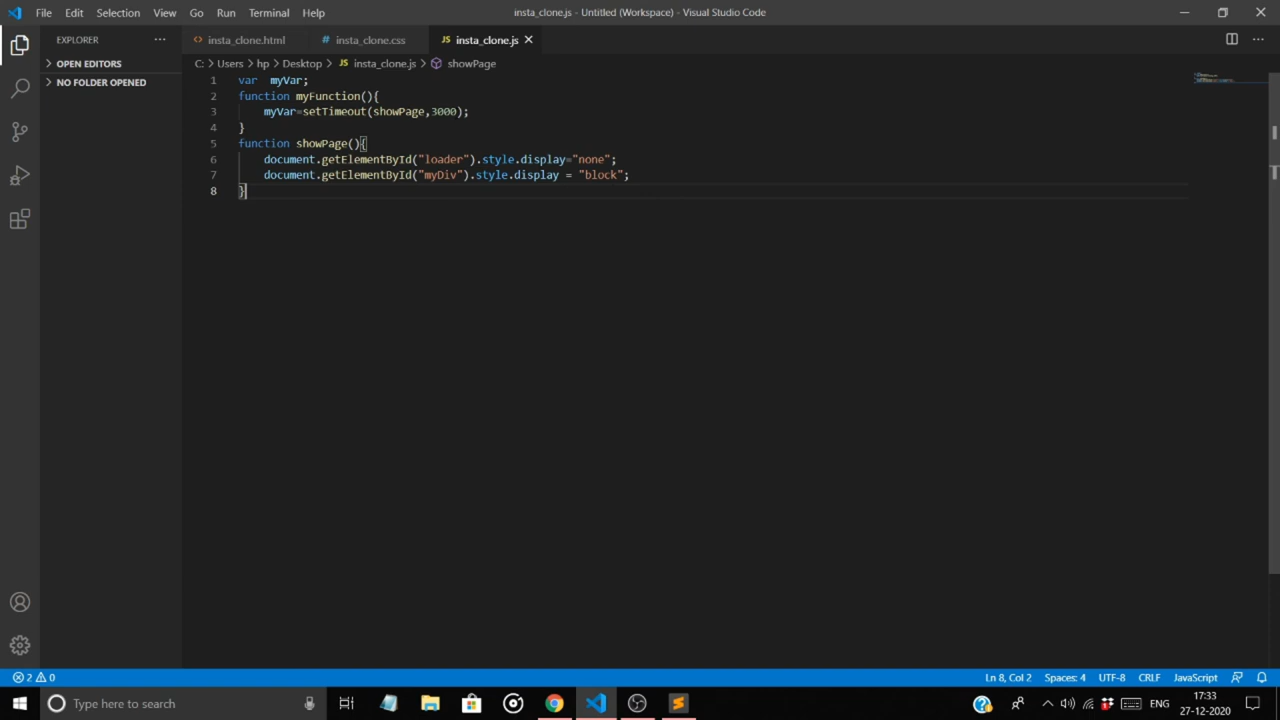 File Edit Selection View Go Run Terminal Help insta_clone.js - Untitled (Workspace) - Visual Studio Code
EXPLORER ... <> insta_clone.html # insta_clone.css JS insta_clone.js ×
> OPEN EDITORS
> NO FOLDER OPENED
C: > Users > hp > Desktop > JS insta_clone.js > showPage
1 var  myVar;
2 function myFunction(){
3     myVar=setTimeout(showPage,3000);
4 }
5 function showPage(){
6     document.getElementById("loader").style.display="none";
7     document.getElementById("myDiv").style.display = "block";
8 }
2 0 Ln 8, Col 2 Spaces: 4 UTF-8 CRLF JavaScript
Type here to search
ENG
17:33
27-12-2020